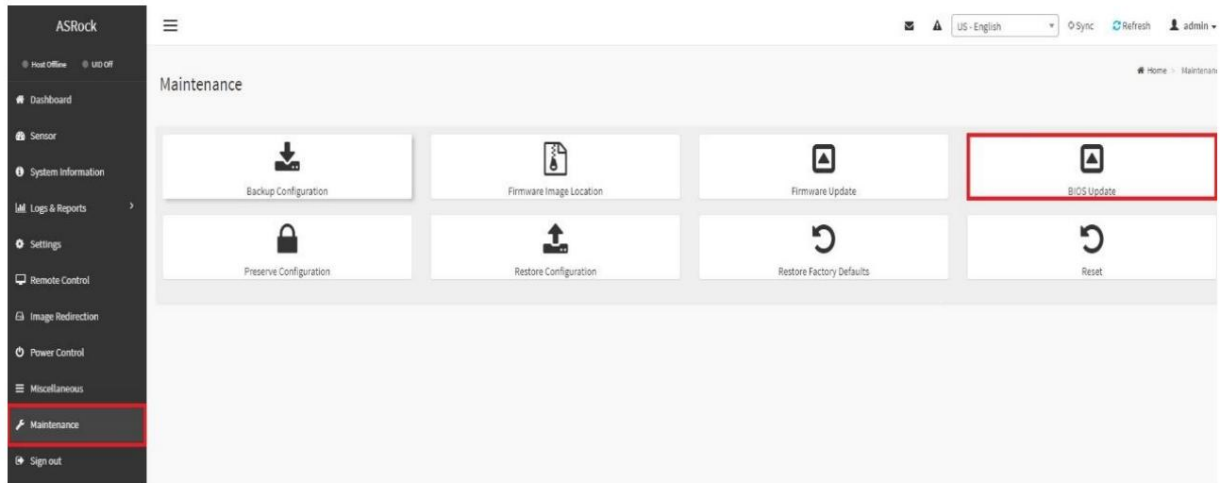 ASRock
Host Offline UID Off
Dashboard
Sensor
System Information
Logs & Reports
Settings
Remote Control
Image Redirection
Power Control
Miscellaneous
Maintenance
Sign out
US - English Sync Refresh admin
Home > Maintenanc
Maintenance
Backup Configuration
Firmware Image Location
Firmware Update
BIOS Update
Preserve Configuration
Restore Configuration
Restore Factory Defaults
Reset